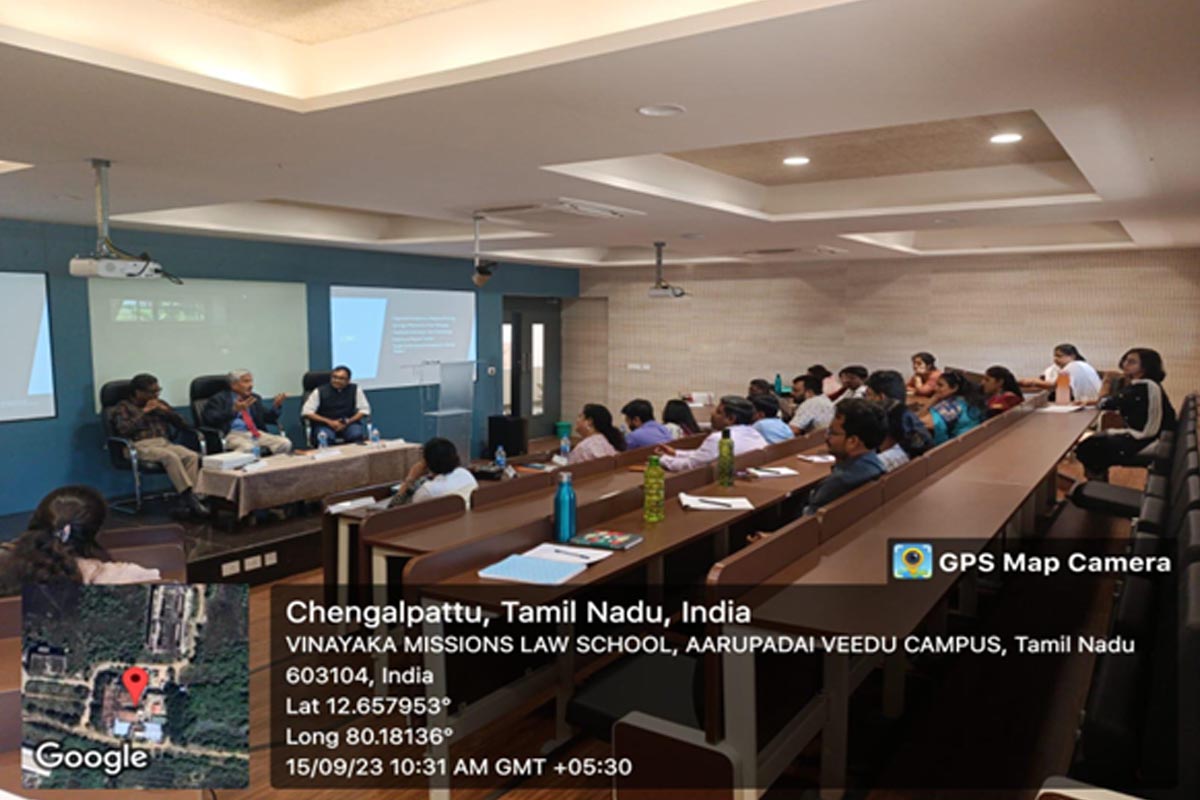 GPS Map Camera
Chengalpattu, Tamil Nadu, India
VINAYAKA MISSIONS LAW SCHOOL, AARUPADAI VEEDU CAMPUS, Tamil Nadu
603104, India
Lat 12.657953°
Long 80.18136°
15/09/23 10:31 AM GMT +05:30
Google